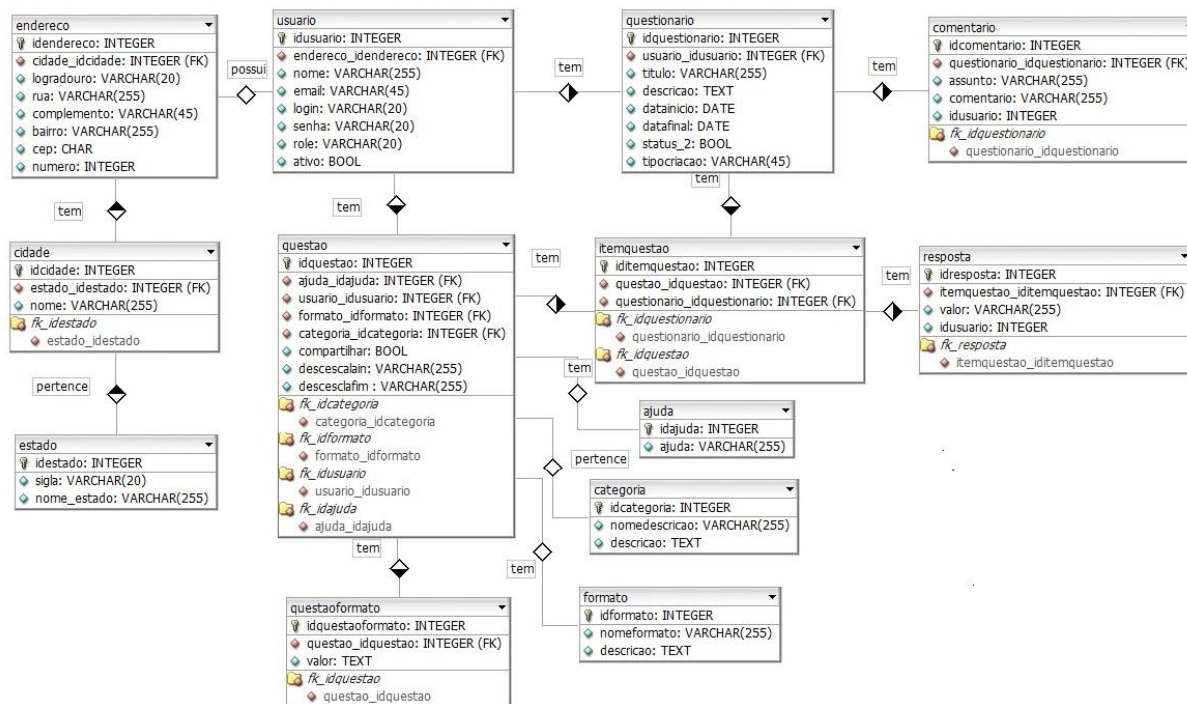 endereco
idendereco: INTEGER
cidade_idcidade: INTEGER (FK)
logradouro: VARCHAR(20)
rua: VARCHAR(255)
complemento: VARCHAR(45)
bairro: VARCHAR(255)
cep: CHAR
numero: INTEGER
possui
usuario
idusuario: INTEGER
endereco_idendereco: INTEGER (FK)
nome: VARCHAR(255)
email: VARCHAR(45)
login: VARCHAR(20)
senha: VARCHAR(20)
role: VARCHAR(20)
ativo: BOOL
tem
questionario
idquestionario: INTEGER
usuario_idusuario: INTEGER (FK)
titulo: VARCHAR(255)
descricao: TEXT
datainicio: DATE
datafinal: DATE
status_2: BOOL
tipocriacao: VARCHAR(45)
tem
comentario
idcomentario: INTEGER
questionario_idquestionario: INTEGER (FK)
assunto: VARCHAR(255)
comentario: VARCHAR(255)
idusuario: INTEGER
fk_idquestionario
questionario_idquestionario
tem
tem
tem
cidade
idcidade: INTEGER
estado_idestado: INTEGER (FK)
nome: VARCHAR(255)
fk_idestado
estado_idestado
pertence
estado
idestado: INTEGER
sigla: VARCHAR(20)
nome_estado: VARCHAR(255)
questao
idquestao: INTEGER
ajuda_idajuda: INTEGER (FK)
usuario_idusuario: INTEGER (FK)
formato_idformato: INTEGER (FK)
categoria_idcategoria: INTEGER (FK)
compartilhar: BOOL
descescalain: VARCHAR(255)
descesclafim : VARCHAR(255)
fk_idcategoria
categoria_idcategoria
fk_idformato
formato_idformato
fk_idusuario
usuario_idusuario
fk_idajuda
ajuda_idajuda
tem
itemquestao
iditemquestao: INTEGER
questao_idquestao: INTEGER (FK)
questionario_idquestionario: INTEGER (FK)
fk_idquestionario
questionario_idquestionario
fk_idquestao
questao_idquestao
tem
resposta
idresposta: INTEGER
itemquestao_iditemquestao: INTEGER (FK)
valor: VARCHAR(255)
idusuario: INTEGER
fk_resposta
itemquestao_iditemquestao
tem
ajuda
idajuda: INTEGER
ajuda: VARCHAR(255)
pertence
categoria
idcategoria: INTEGER
nomedescricao: VARCHAR(255)
descricao: TEXT
tem
tem
formato
idformato: INTEGER
nomeformato: VARCHAR(255)
descricao: TEXT
questaoformato
idquestaoformato: INTEGER
questao_idquestao: INTEGER (FK)
valor: TEXT
fk_idquestao
questao_idquestao